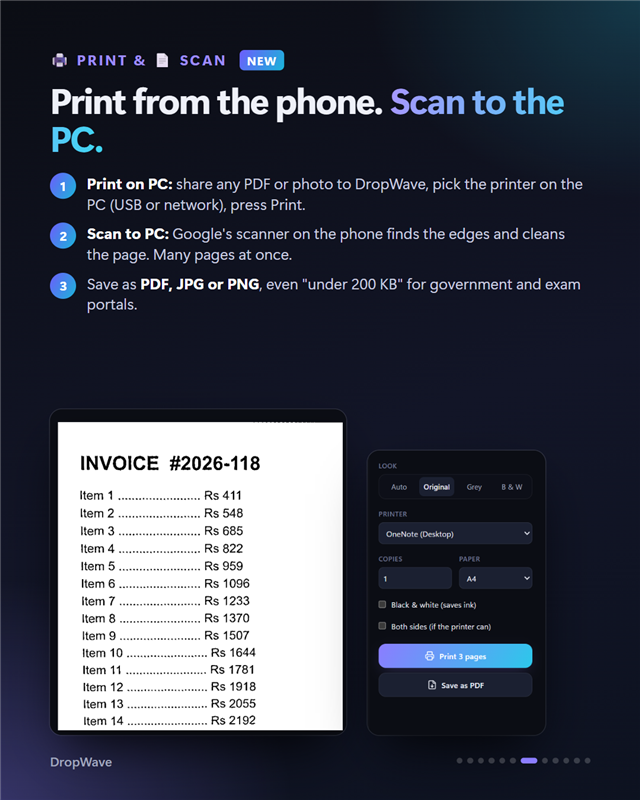 PRINT & SCAN NEW
Print from the phone. Scan to the
PC.
1 Print on PC: share any PDF or photo to DropWave, pick the printer on the
PC (USB or network), press Print.
2 Scan to PC: Google's scanner on the phone finds the edges and cleans
the page. Many pages at once.
3 Save as PDF, JPG or PNG, even "under 200 KB" for government and exam
portals.
INVOICE #2026-118
Item 1 ......................... Rs 411
Item 2 ......................... Rs 548
Item 3 ......................... Rs 685
Item 4 ......................... Rs 822
Item 5 ......................... Rs 959
Item 6 ......................... Rs 1096
Item 7 ......................... Rs 1233
Item 8 ......................... Rs 1370
Item 9 ......................... Rs 1507
Item 10 ......................... Rs 1644
Item 11 ......................... Rs 1781
Item 12 ......................... Rs 1918
Item 13 ......................... Rs 2055
Item 14 ......................... Rs 2192
LOOK
Auto Original Grey B & W
PRINTER
OneNote (Desktop)
COPIES PAPER
1 A4
Black & white (saves ink)
Both sides (if the printer can)
Print 3 pages
Save as PDF
DropWave